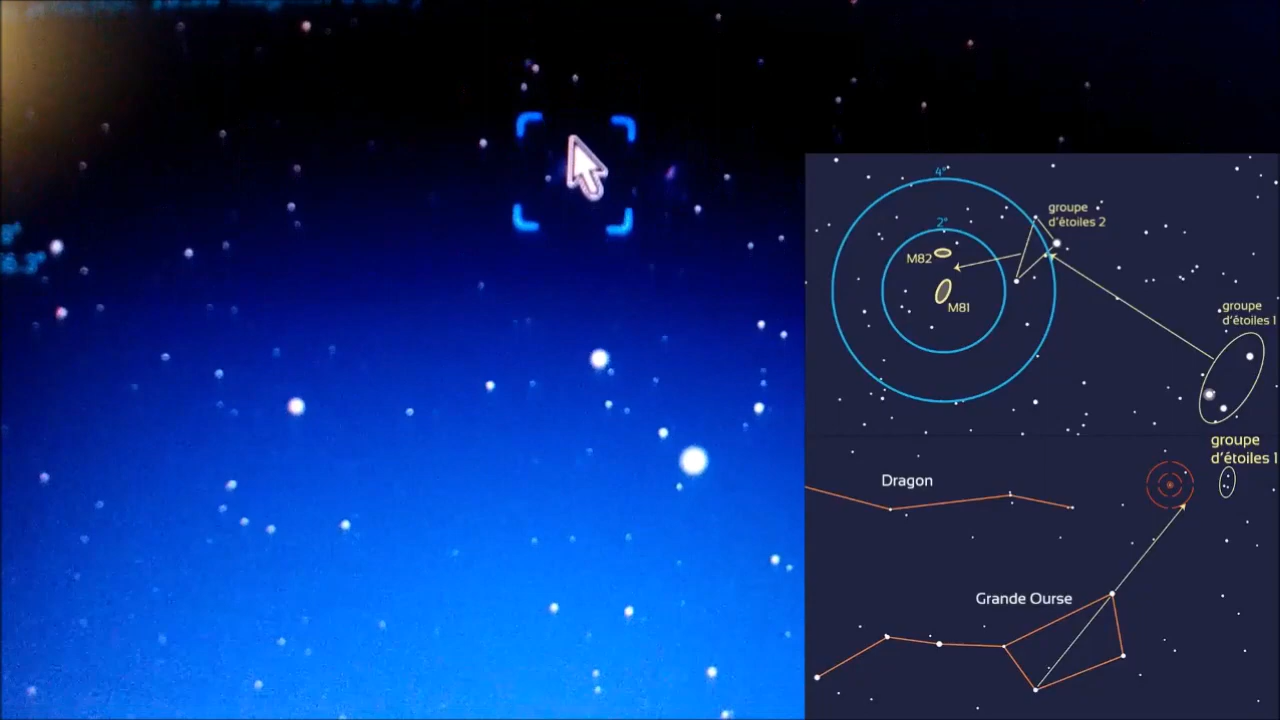 4°
groupe
d'étoiles 2
2°
M82
M81
groupe
d'étoiles 1
groupe
d'étoiles 1
Dragon
Grande Ourse